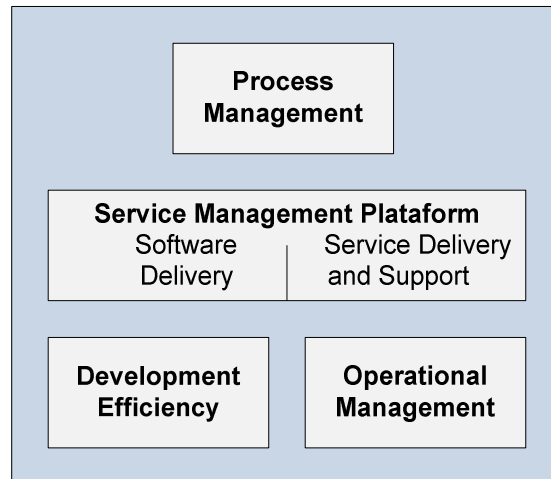 Process
Management
Service Management Plataform
Software
Delivery
Service Delivery
and Support
Development
Efficiency
Operational
Management